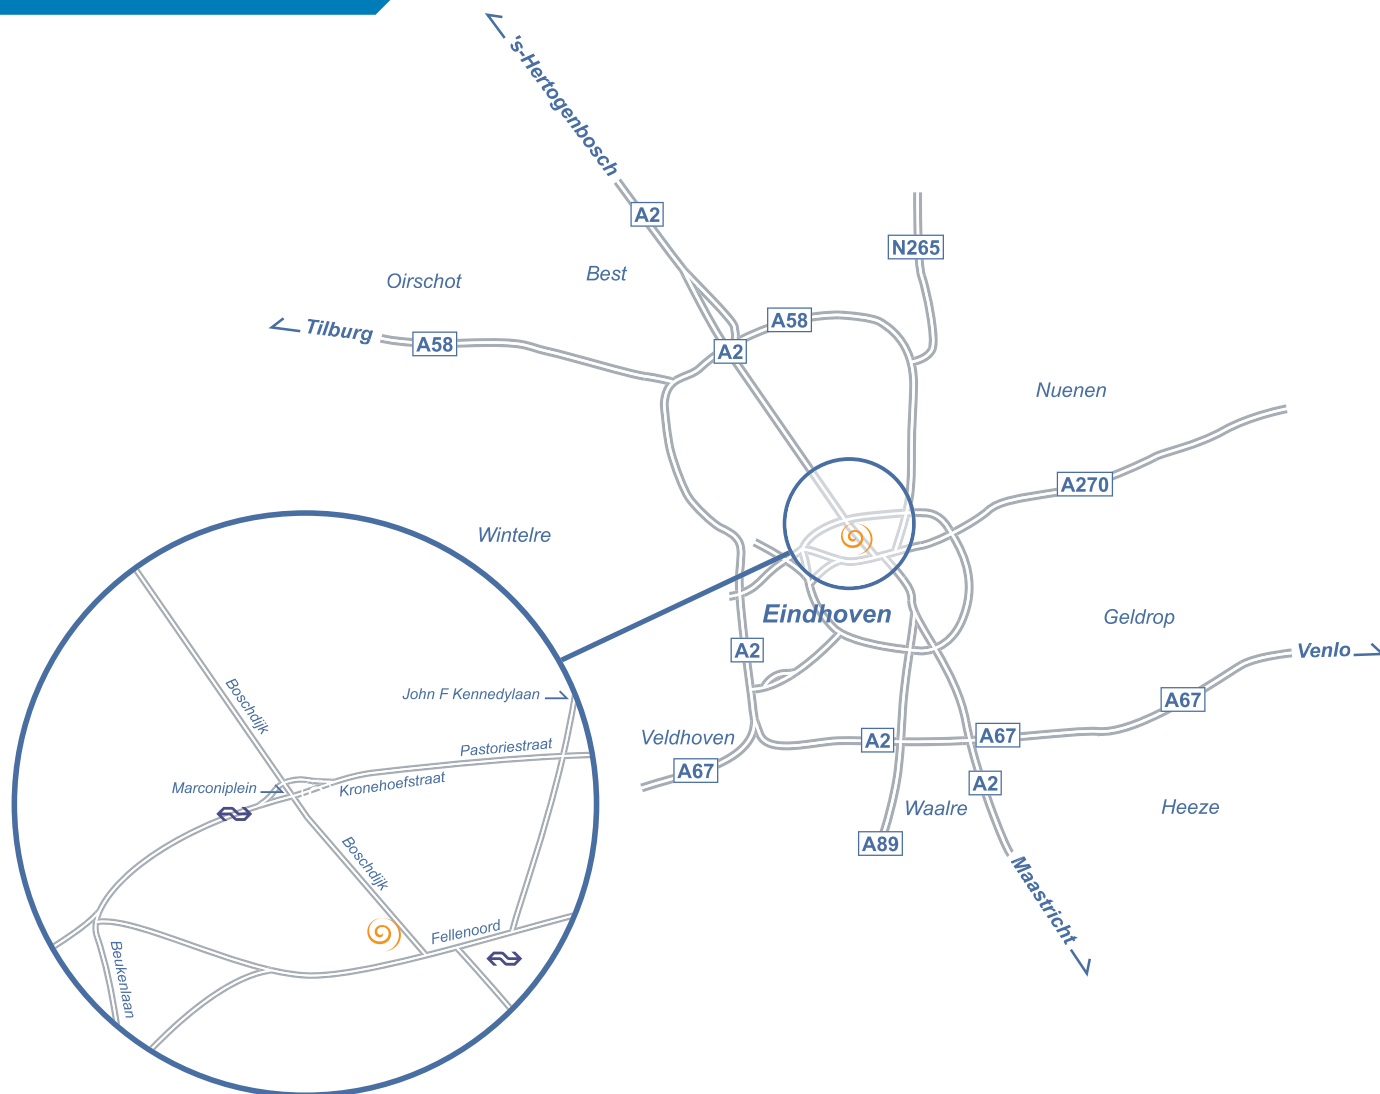 's-Hertogenbosch
A2
N265
Best
Oirschot
A58
Tilburg
A58
A2
Nuenen
A270
Wintelre
Eindhoven
Geldrop
A2
Venlo
A67
Veldhoven
A2
A67
A67
A2
Waalre
Heeze
A89
Maastricht
Boschdijk
John F Kennedylaan
Pastoriestraat
Marconiplein
Kronehoefstraat
Boschdijk
Fellenoord
Beukenlaan